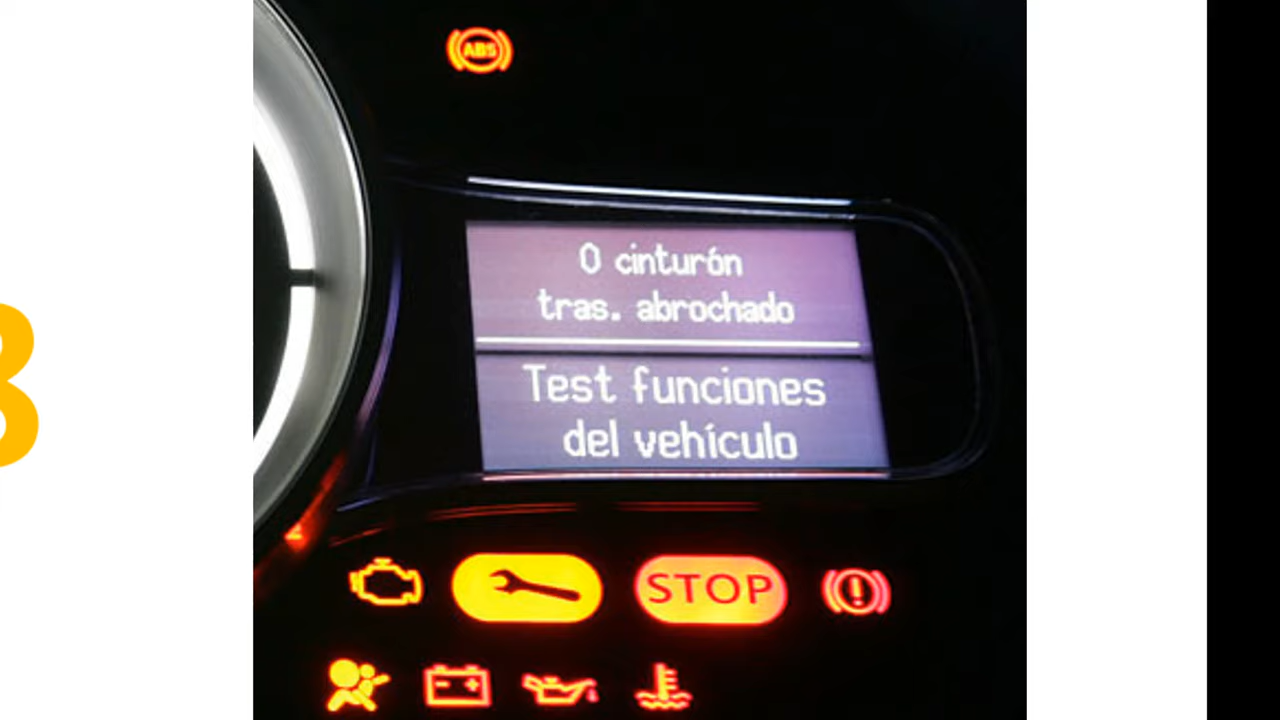 ABS
0 cinturón
tras. abrochado
Test funciones
del vehículo
STOP